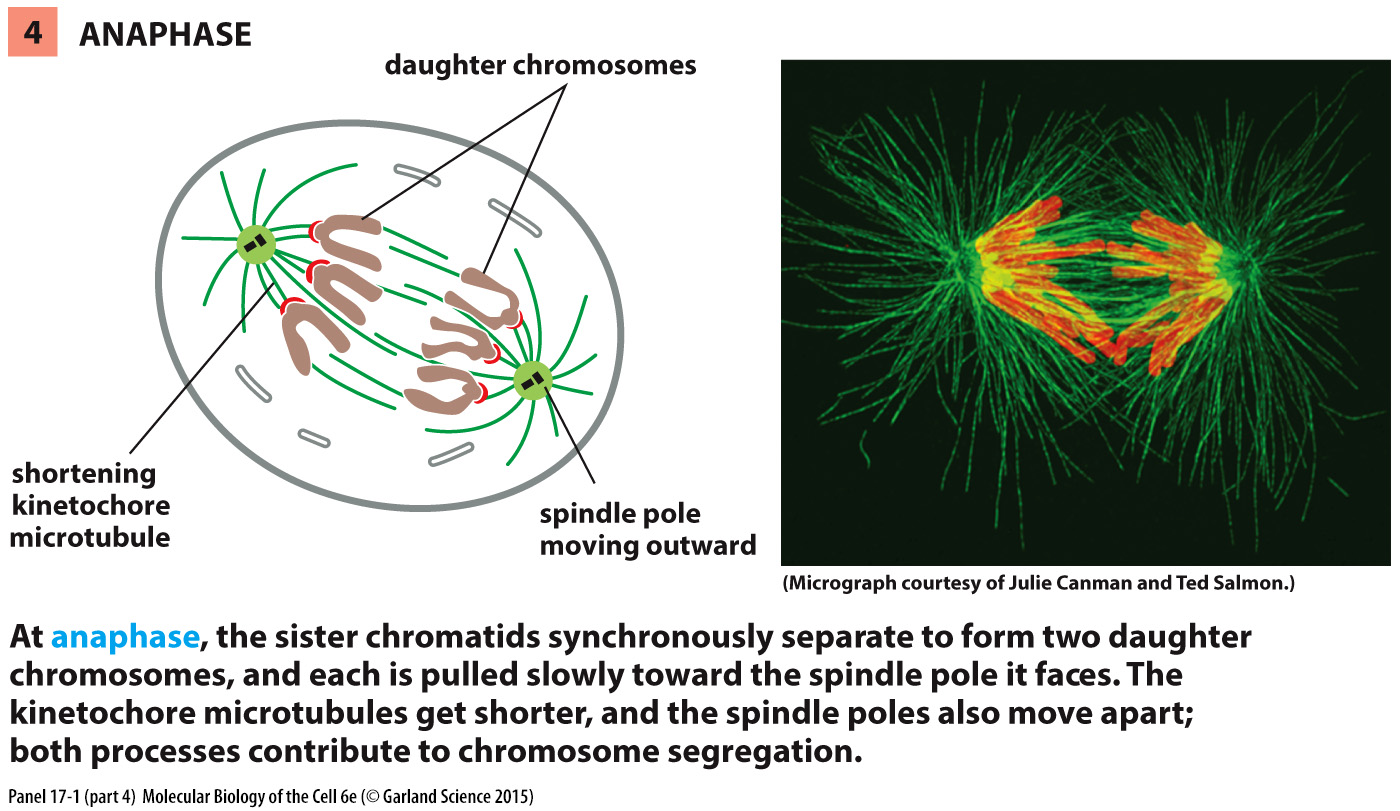 4 ANAPHASE
daughter chromosomes
shortening
kinetochore
microtubule
spindle pole
moving outward
(Micrograph courtesy of Julie Canman and Ted Salmon.)
At anaphase, the sister chromatids synchronously separate to form two daughter
chromosomes, and each is pulled slowly toward the spindle pole it faces. The
kinetochore microtubules get shorter, and the spindle poles also move apart;
both processes contribute to chromosome segregation.
Panel 17-1 (part 4) Molecular Biology of the Cell 6e (© Garland Science 2015)